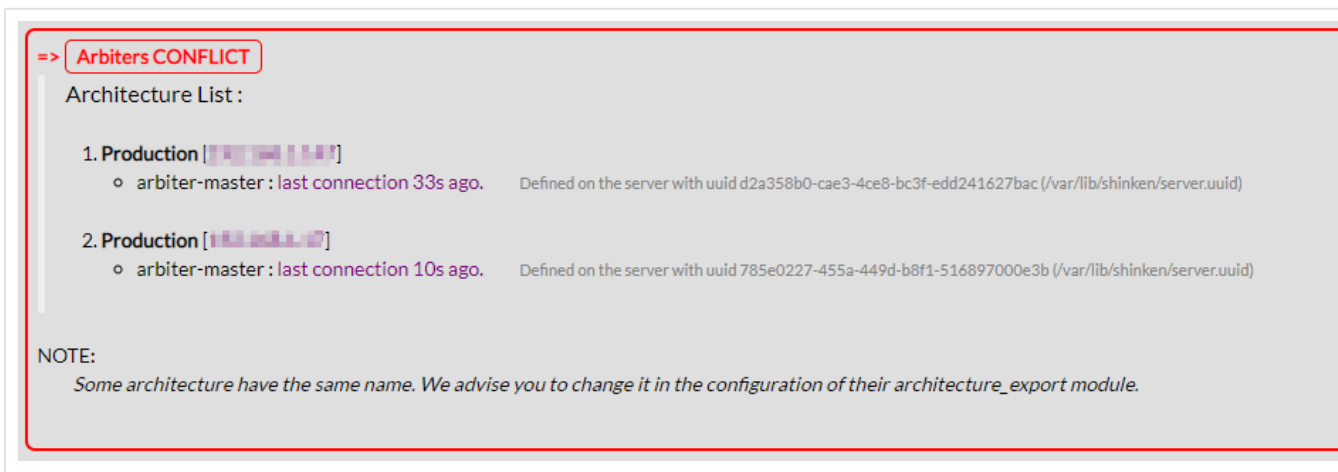 => Arbiters CONFLICT
Architecture List :
1. Production [
]
o arbiter-master : last connection 33s ago. Defined on the server with uuid d2a358b0-cae3-4ce8-bc3f-edd241627bac (/var/lib/shinken/server.uuid)
2. Production [
]
o arbiter-master : last connection 10s ago. Defined on the server with uuid 785e0227-455a-449d-b8f1-516897000e3b (/var/lib/shinken/server.uuid)
NOTE:
Some architecture have the same name. We advise you to change it in the configuration of their architecture_export module.